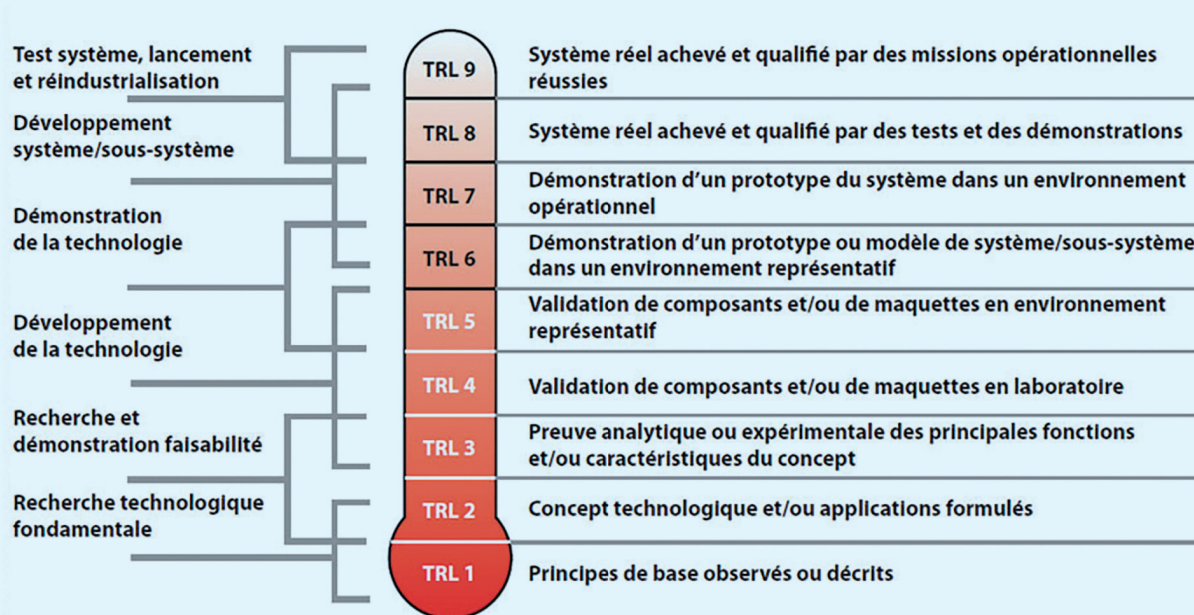 Test système, lancement
et réindustrialisation
Développement
système/sous-système
Démonstration
de la technologie
Développement
de la technologie
Recherche et
démonstration faisabilité
Recherche technologique
fondamentale
TRL 9
TRL 8
TRL 7
TRL 6
TRL 5
TRL 4
TRL 3
TRL 2
TRL 1
Système réel achevé et qualifié par des missions opérationnelles
réussies
Système réel achevé et qualifié par des tests et des démonstrations
Démonstration d’un prototype du système dans un environnement
opérationnel
Démonstration d’un prototype ou modèle de système/sous-système
dans un environnement représentatif
Validation de composants et/ou de maquettes en environnement
représentatif
Validation de composants et/ou de maquettes en laboratoire
Preuve analytique ou expérimentale des principales fonctions
et/ou caractéristiques du concept
Concept technologique et/ou applications formulés
Principes de base observés ou décrits